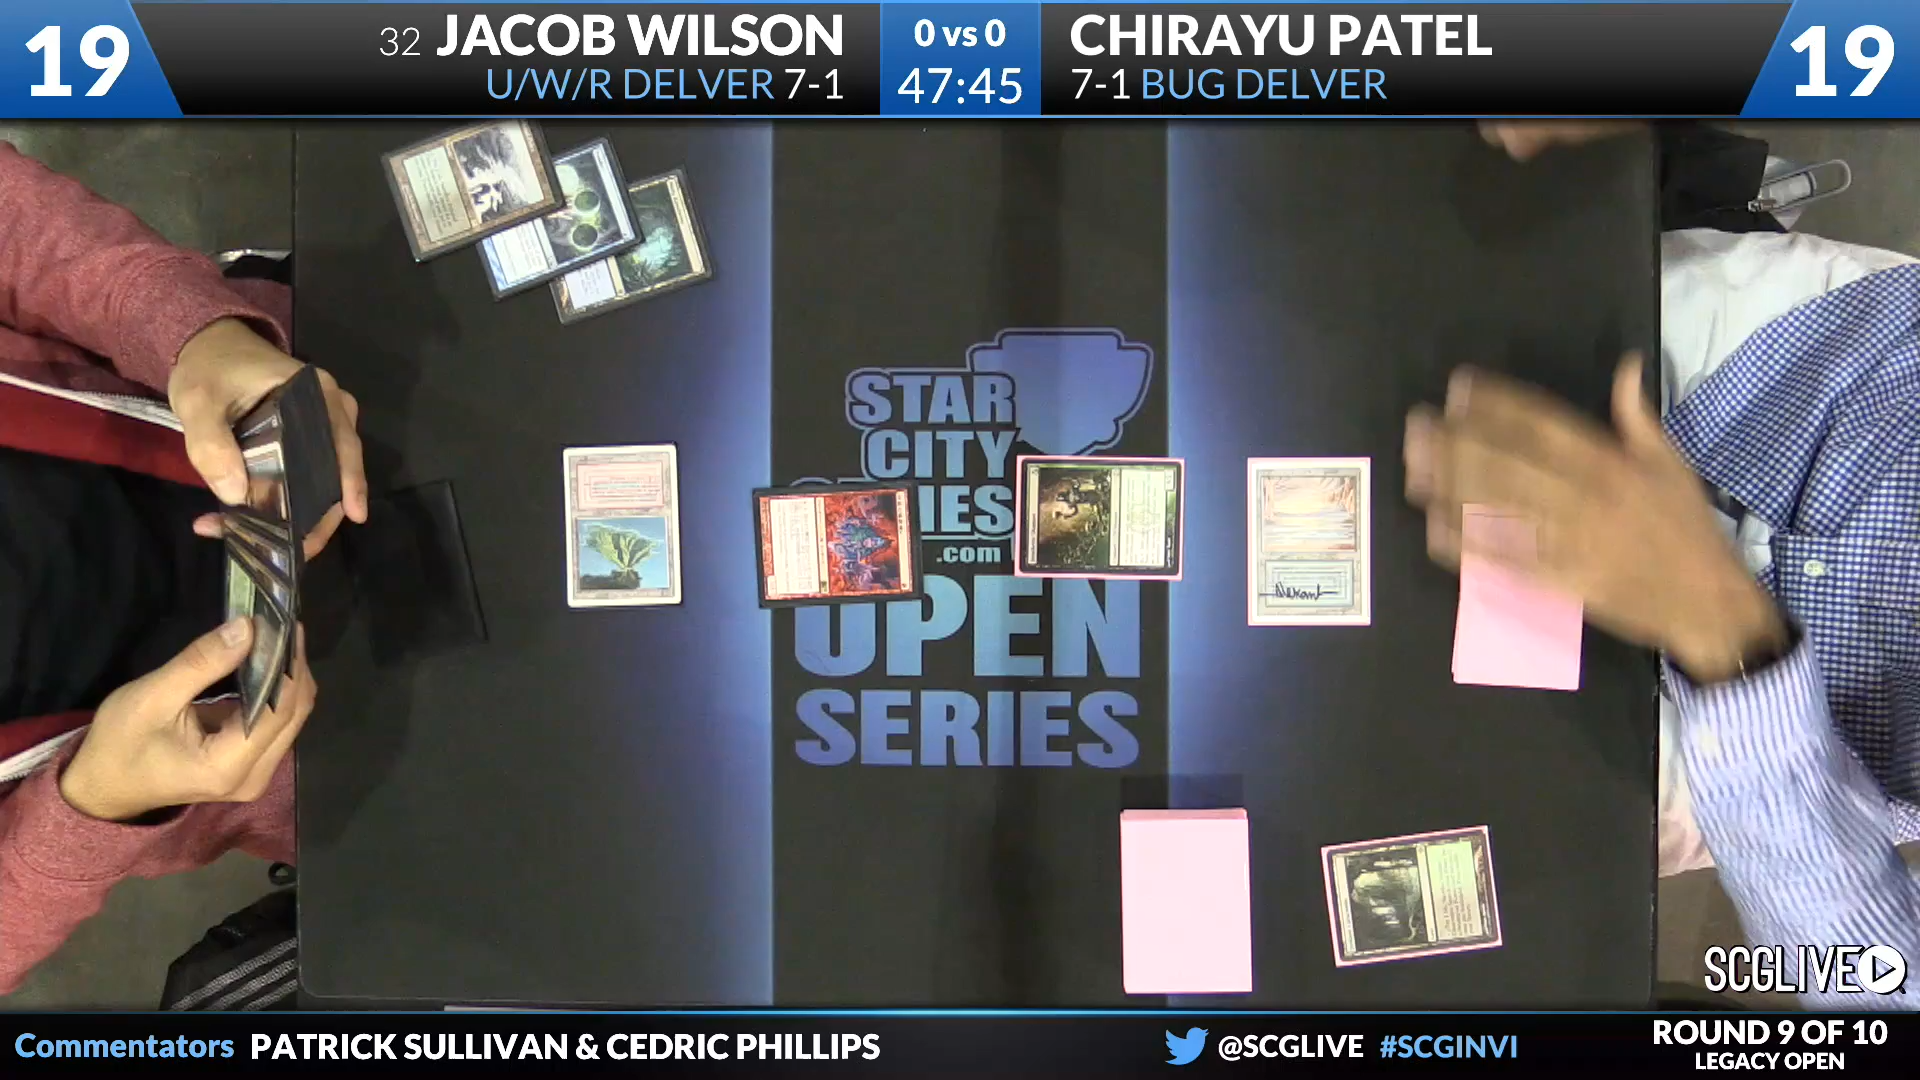 19
32 JACOB WILSON
U/W/R DELVER 7-1
0 vs 0
47:45
CHIRAYU PATEL
7-1 BUG DELVER
19
STAR
CITY
.com
OPEN
SERIES
SCGLIVE
Commentators PATRICK SULLIVAN & CEDRIC PHILLIPS
@SCGLIVE #SCGINVI
ROUND 9 OF 10
LEGACY OPEN